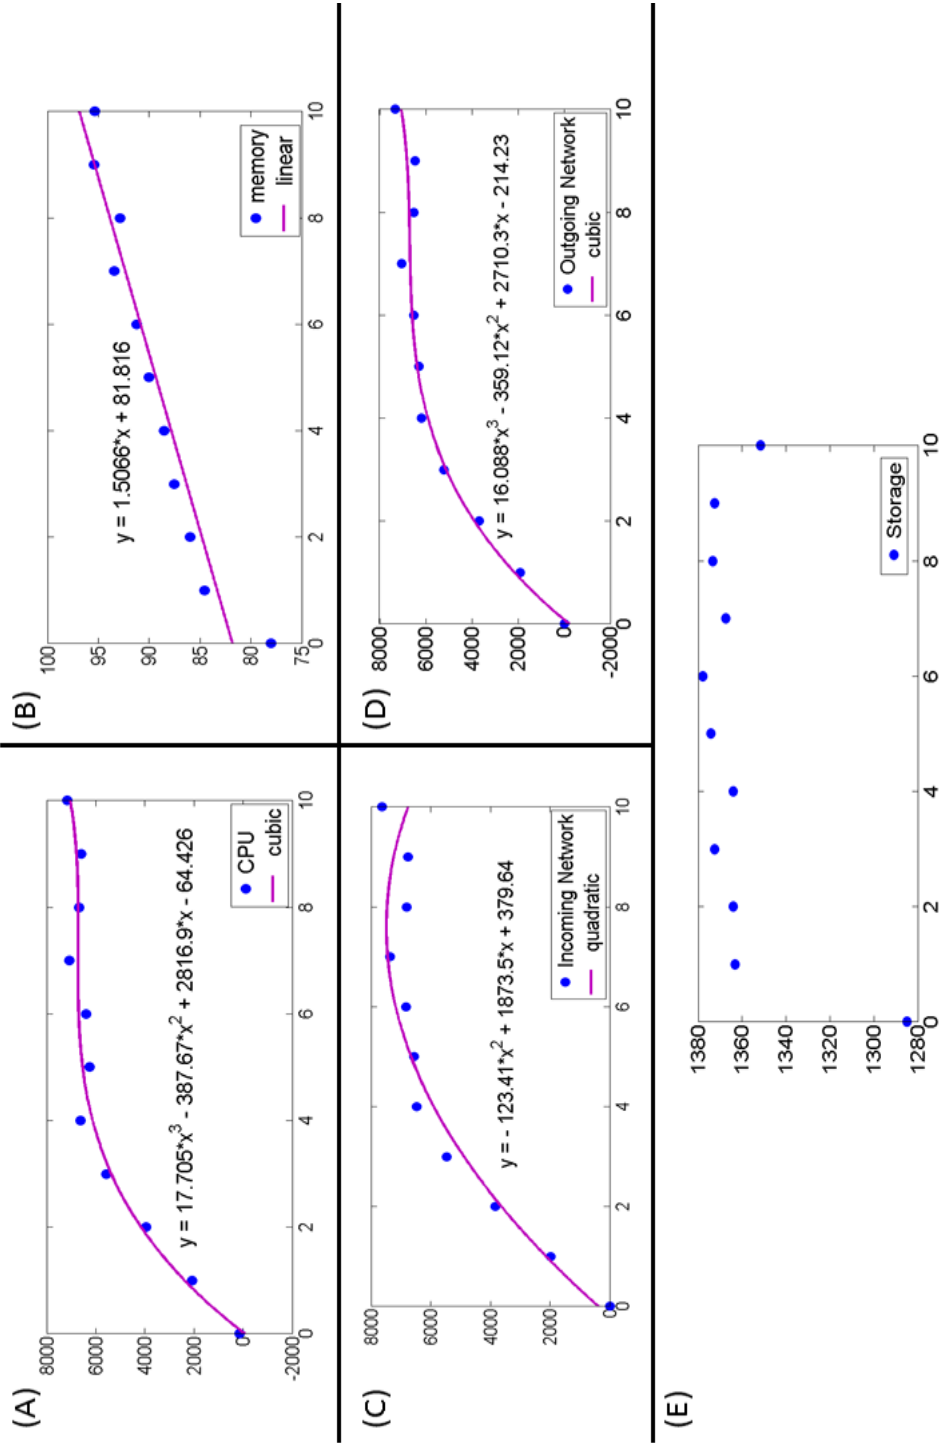 (A)
8000
6000
4000
2000
0
-2000
0 2 4 6 8 10
y = 17.705*x³ - 387.67*x² + 2816.9*x - 64.426
CPU
cubic
(B)
100
95
90
85
80
75
0 2 4 6 8 10
y = 1.5066*x + 81.816
memory
linear
(C)
8000
6000
4000
2000
0
0 2 4 6 8 10
y = - 123.41*x² + 1873.5*x + 379.64
Incoming Network
quadratic
(D)
8000
6000
4000
2000
0
-2000
0 2 4 6 8 10
y = 16.088*x³ - 359.12*x² + 2710.3*x - 214.23
Outgoing Network
cubic
(E)
1380
1360
1340
1320
1300
1280
0 2 4 6 8 10
Storage